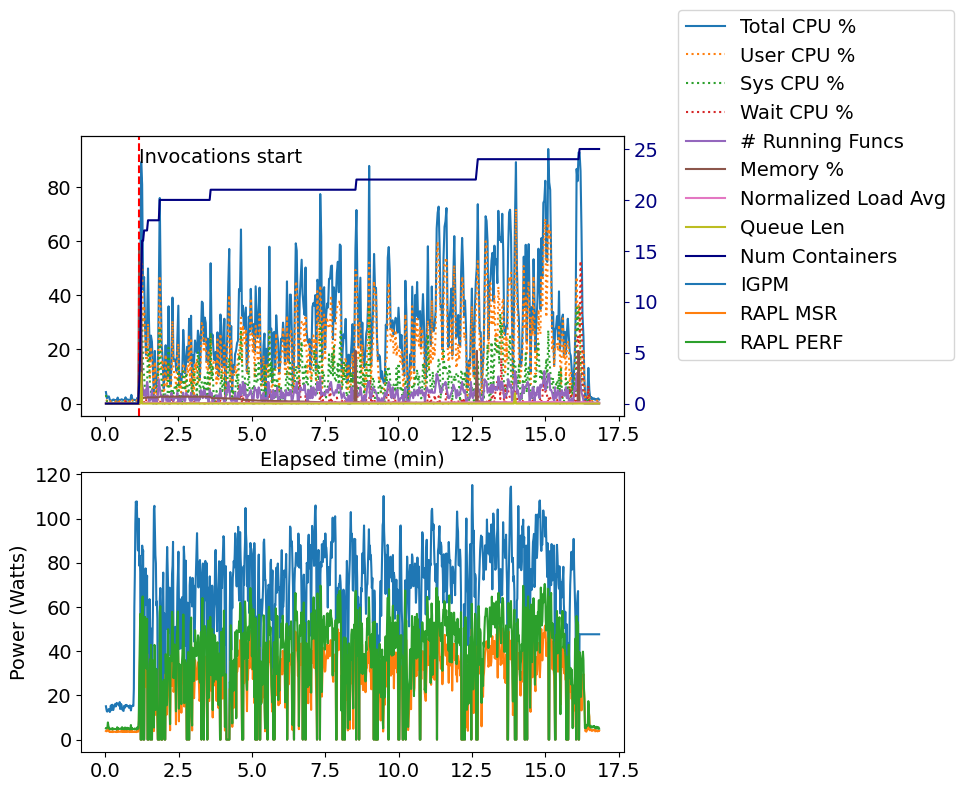 Total CPU %
User CPU %
Sys CPU %
Wait CPU %
# Running Funcs
Memory %
Normalized Load Avg
Queue Len
Num Containers
IGPM
RAPL MSR
RAPL PERF
Invocations start
80
60
40
20
0
25
20
15
10
5
0
0.0 2.5 5.0 7.5 10.0 12.5 15.0 17.5
Elapsed time (min)
Power (Watts)
120
100
80
60
40
20
0
0.0 2.5 5.0 7.5 10.0 12.5 15.0 17.5